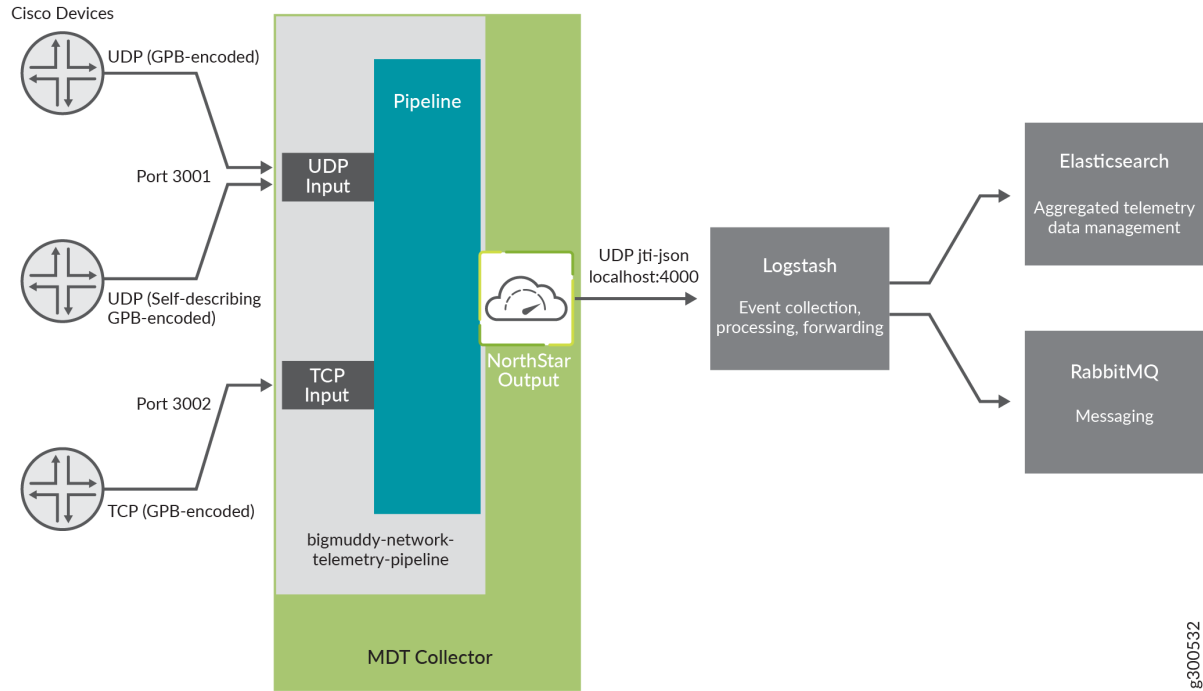 Cisco Devices
UDP (GPB-encoded)
Port 3001
UDP (Self-describing
GPB-encoded)
Port 3002
TCP (GPB-encoded)
Pipeline
UDP
Input
TCP
Input
bigmuddy-network-
telemetry-pipeline
NorthStar
Output
MDT Collector
UDP jti-json
localhost:4000
Logstash
Event collection,
processing, forwarding
Elasticsearch
Aggregated telemetry
data management
RabbitMQ
Messaging
g300532